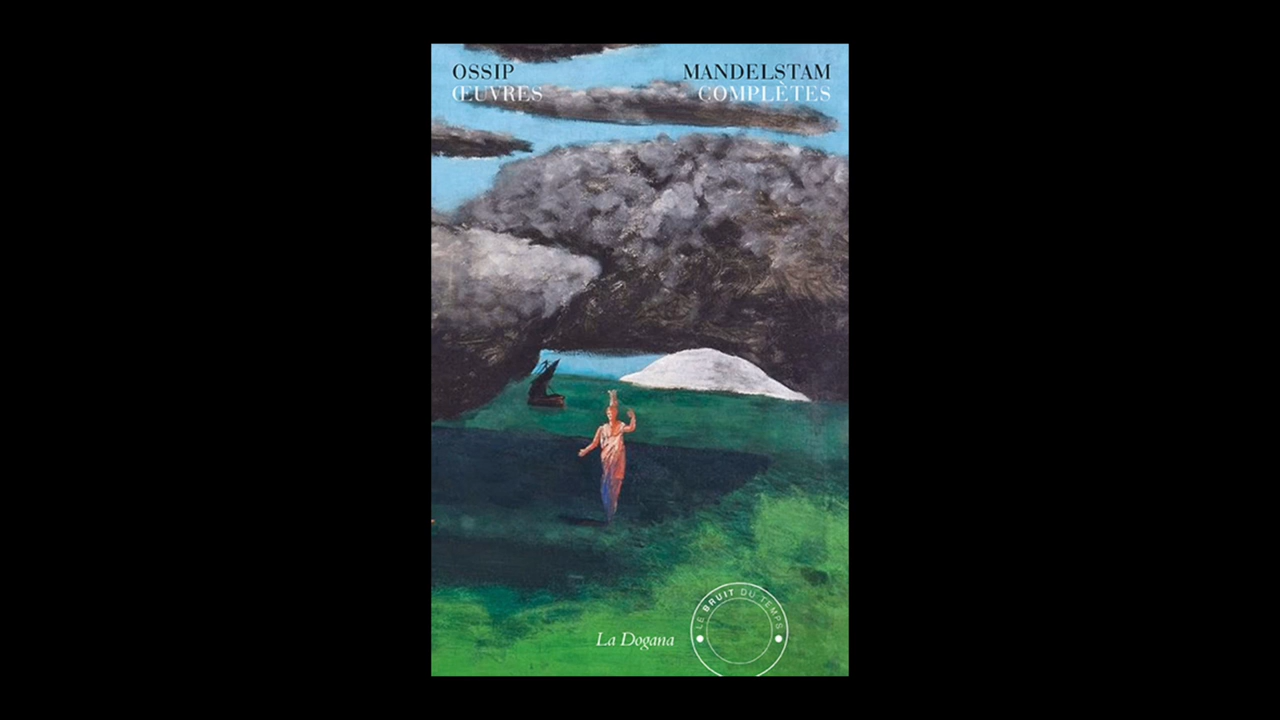 OSSIP MANDELSTAM
ŒUVRES COMPLÈTES
La Dogana
LE BRUIT DU TEMPS